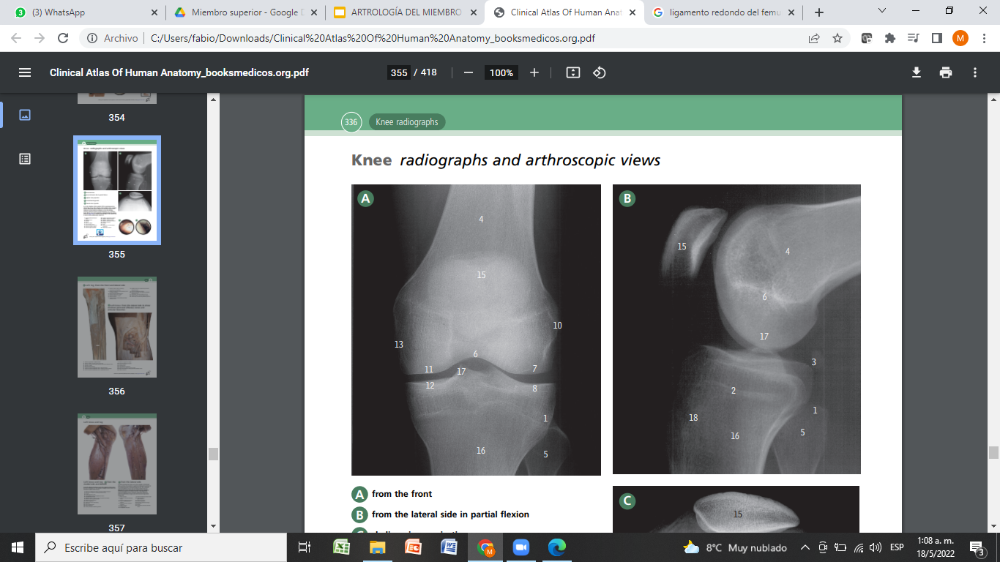 (3) WhatsApp
Miembro superior - Google D
ARTROLOGÍA DEL MIEMBRO
Clinical Atlas Of Human Anat
ligamento redondo del femu
Archivo
C:/Users/fabio/Downloads/Clinical%20Atlas%20Of%20Human%20Anatomy_booksmedicos.org.pdf
M
Clinical Atlas Of Human Anatomy_booksmedicos.org.pdf
355 / 418
100%
354
355
356
357
336
Knee radiographs
Knee radiographs and arthroscopic views
A
4
15
10
13
6
11
17
7
12
8
1
16
5
B
15
4
6
17
3
2
1
18
16
5
A from the front
B from the lateral side in partial flexion
C
15
Escribe aquí para buscar
8°C Muy nublado
ESP
1:08 a. m.
18/5/2022
3